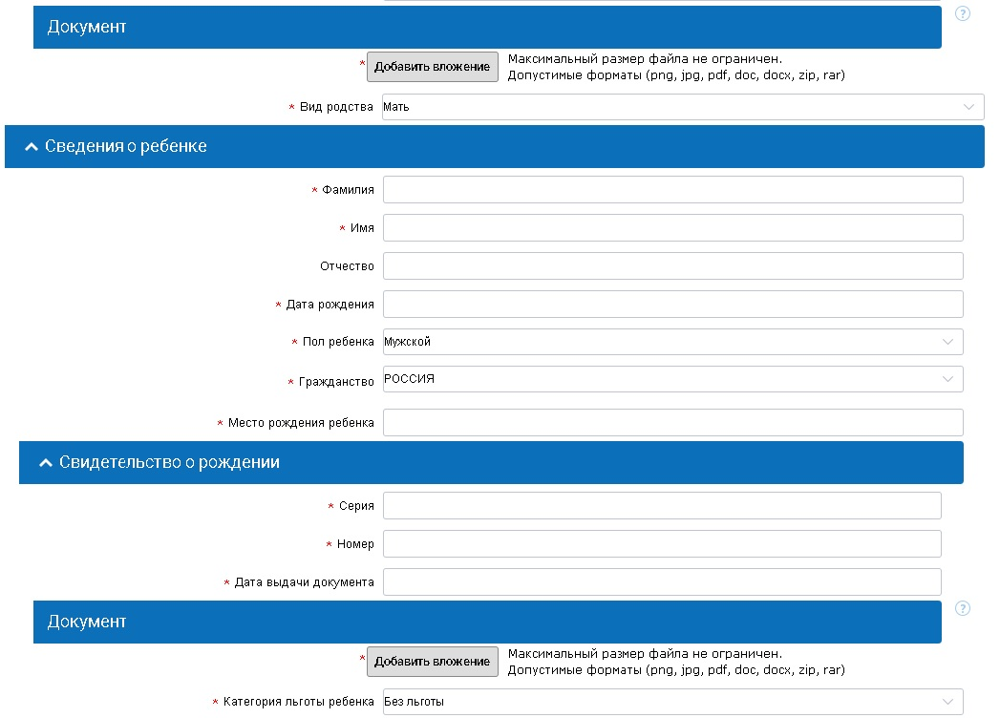 Документ
?
* Добавить вложение
Максимальный размер файла не ограничен.
Допустимые форматы (png, jpg, pdf, doc, docx, zip, rar)
* Вид родства Мать
Сведения о ребенке
* Фамилия
* Имя
Отчество
* Дата рождения
* Пол ребенка Мужской
* Гражданство РОССИЯ
* Место рождения ребенка
Свидетельство о рождении
* Серия
* Номер
* Дата выдачи документа
Документ
?
* Добавить вложение
Максимальный размер файла не ограничен.
Допустимые форматы (png, jpg, pdf, doc, docx, zip, rar)
* Категория льготы ребенка Без льготы